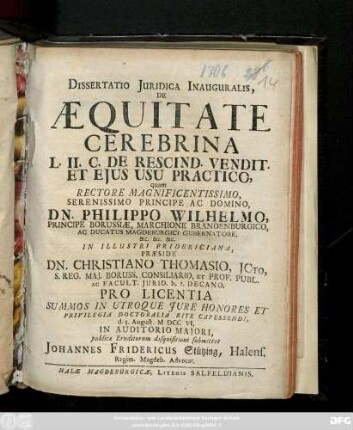 1706
14
DISSERTATIO JURIDICA INAUGURALIS,
DE
ÆQUITATE
CEREBRINA
L. II. C. DE RESCIND. VENDIT.
ET EJUS USU PRACTICO,
quam
RECTORE MAGNIFICENTISSIMO,
SERENISSIMO PRINCIPE AC DOMINO,
DN. PHILIPPO WILHELMO,
PRINCIPE BORUSSIÆ, MARCHIONE BRANDENBURGICO,
AC DUCATUS MAGDEBURGICI GUBERNATORE,
&c. &c. &c.
IN ILLUSTRI FRIDERICIANA,
PRÆSIDE
DN. CHRISTIANO THOMASIO, JCto,
S. REG. MAJ. BORUSS. CONSILIARIO, ET PROF. PUBL.
AC FACULT. JURID. h. t. DECANO,
PRO LICENTIA
SUMMOS IN UTROQUE JURE HONORES ET
PRIVILEGIA DOCTORALIA RITE CAPESSENDI,
August. M DCC VI.
IN AUDITORIO MAJORI,
publicæ Eruditorum disquisitioni submittet
JOHANNES FRIDERICUS Stützing, Halens.
Regim. Magdeb. Advocat.
HALÆ MAGDEBURGICÆ, LITERIS SALFELDIANIS.